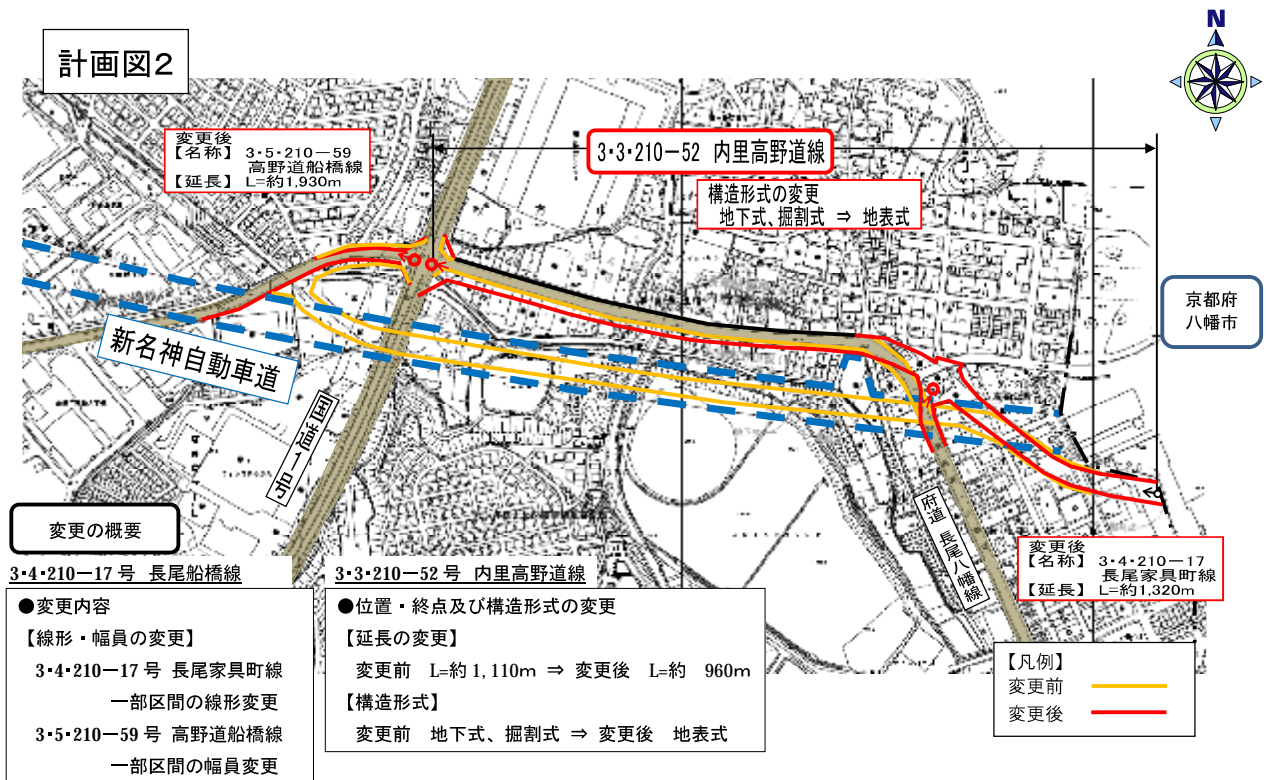 計画図2
N
変更後
【名称】 3・5・210－59
高野道船橋線
【延長】 L=約1,930m
3・3・210－52 内里高野道線
構造形式の変更
地下式、掘割式 ⇒ 地表式
京都府
八幡市
新名神自動車道
国道一号
府道 長尾八幡線
変更後
【名称】 3・4・210－17
長尾家具町線
【延長】 L=約1,320m
変更の概要
3・4・210－17 号 長尾船橋線
●変更内容
【線形・幅員の変更】
3・4・210－17 号 長尾家具町線
一部区間の線形変更
3・5・210－59 号 高野道船橋線
一部区間の幅員変更
3・3・210－52 号 内里高野道線
●位置・終点及び構造形式の変更
【延長の変更】
変更前 L=約 1,110m ⇒ 変更後 L=約 960m
【構造形式】
変更前 地下式、掘割式 ⇒ 変更後 地表式
【凡例】
変更前
変更後